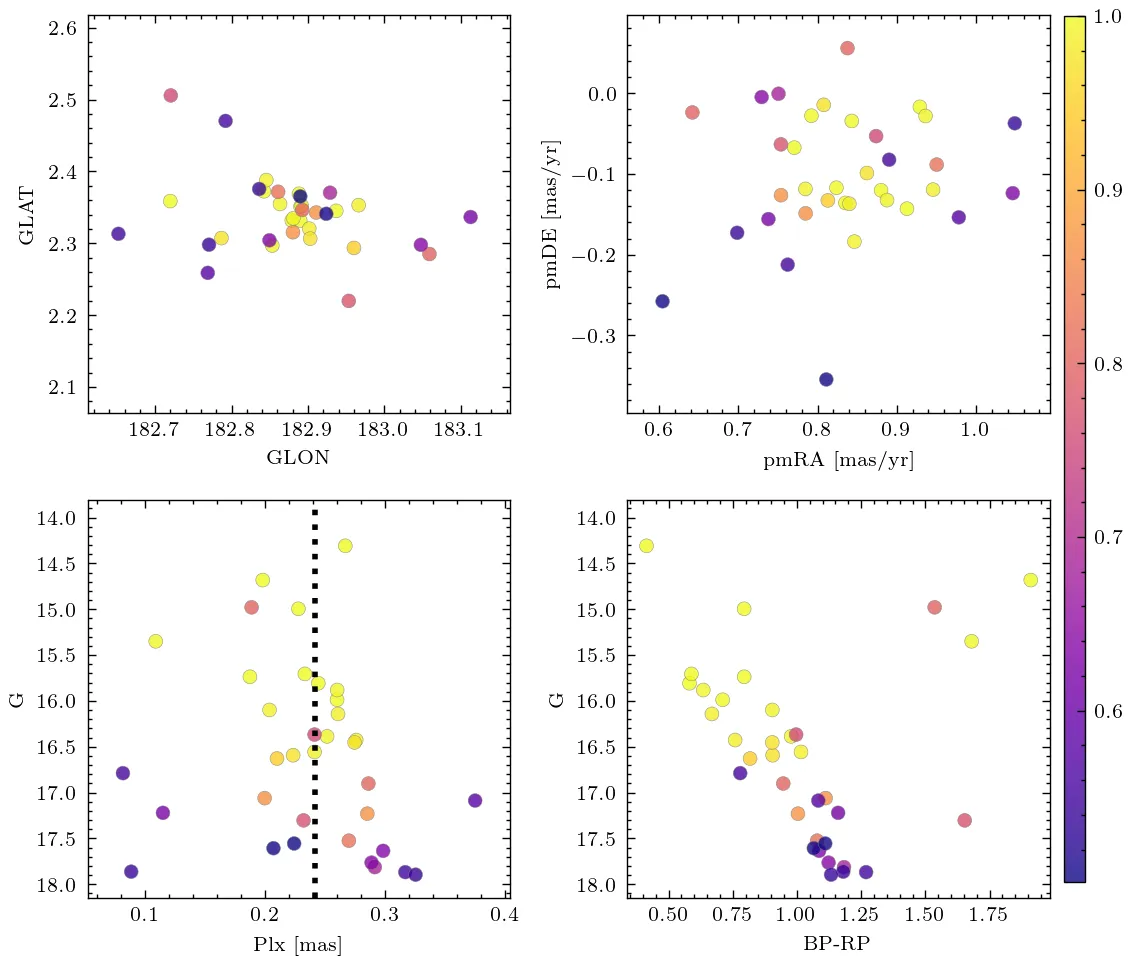 2.6
2.5
2.4
2.3
2.2
2.1
GLAT
182.7 182.8 182.9 183.0 183.1
GLON
0.0
−0.1
−0.2
−0.3
pmDE [mas/yr]
0.6 0.7 0.8 0.9 1.0
pmRA [mas/yr]
1.0
0.9
0.8
0.7
0.6
14.0
14.5
15.0
15.5
16.0
16.5
17.0
17.5
18.0
G
0.1 0.2 0.3 0.4
Plx [mas]
14.0
14.5
15.0
15.5
16.0
16.5
17.0
17.5
18.0
G
0.50 0.75 1.00 1.25 1.50 1.75
BP-RP